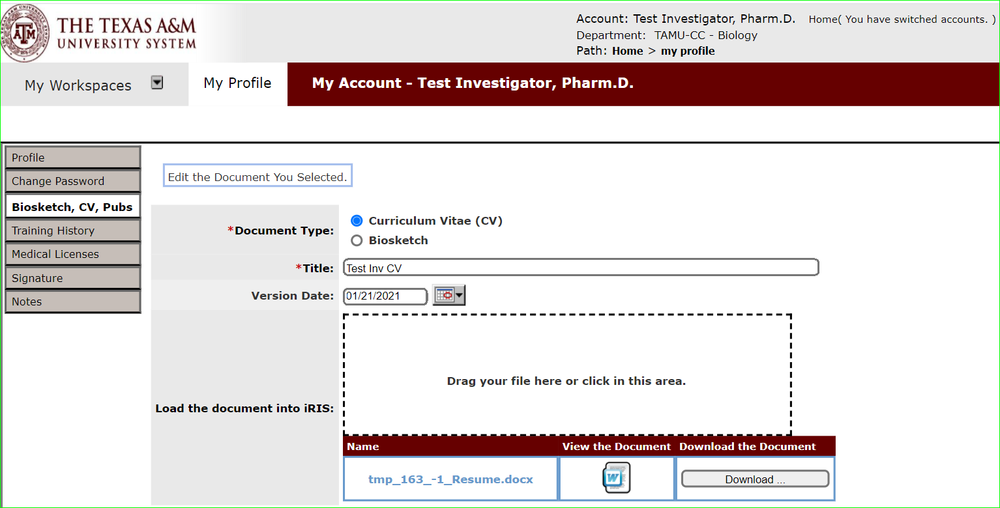 THE TEXAS A&M
UNIVERSITY SYSTEM
Account: Test Investigator, Pharm.D. Home( You have switched accounts. )
Department: TAMU-CC - Biology
Path: Home > my profile
My Workspaces
My Profile
My Account - Test Investigator, Pharm.D.
Profile
Change Password
Biosketch, CV, Pubs
Training History
Medical Licenses
Signature
Notes
Edit the Document You Selected.
*Document Type:
Curriculum Vitae (CV)
Biosketch
*Title:
Test Inv CV
Version Date:
01/21/2021
Load the document into iRIS:
Drag your file here or click in this area.
Name View the Document Download the Document
tmp_163_-1_Resume.docx
Download ...